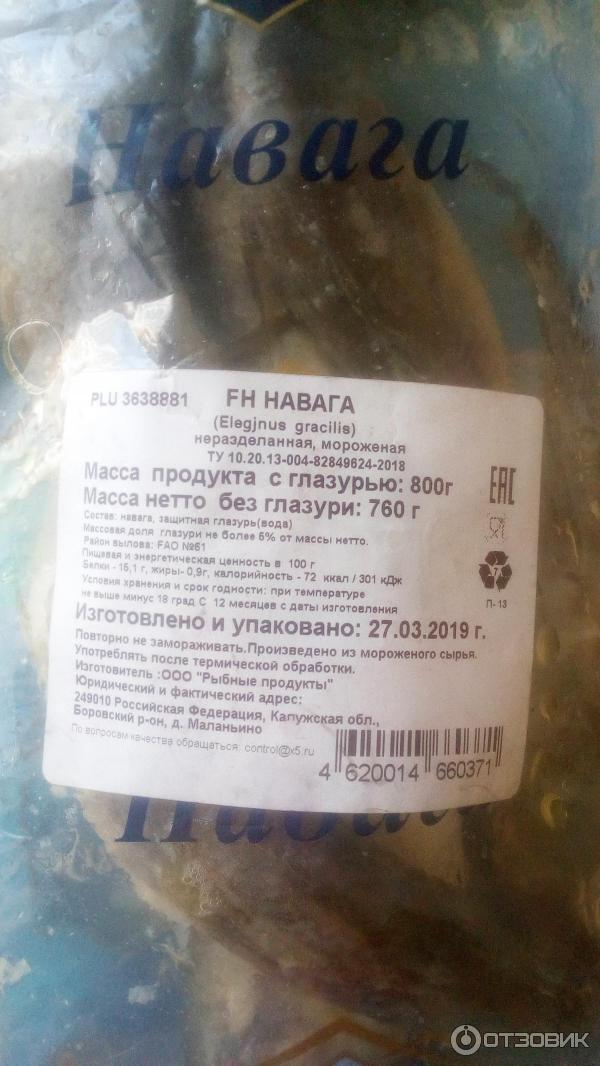 Навага
PLU 3638881
FH НАВАГА
(Elegjnus gracilis)
неразделанная, мороженая
ТУ 10.20.13-004-82849624-2018
Масса продукта с глазурью: 800г
Масса нетто без глазури: 760 г
EAC
Состав: навага, защитная глазурь(вода)
Массовая доля глазури не более 5% от массы нетто.
Район вылова: FAO №61
Пищевая и энергетическая ценность в 100 г
Белки - 15,1 г, жиры- 0,9г, калорийность - 72 ккал / 301 кДж
Условия хранения и срок годности: при температуре
не выше минус 18 град С 12 месяцев с даты изготовления
7
П- 13
Изготовлено и упаковано: 27.03.2019 г.
Повторно не замораживать.Произведено из мороженого сырья.
Употреблять после термической обработки.
Изготовитель :ООО "Рыбные продукты"
Юридический и фактический адрес:
249010 Российская Федерация, Калужская обл.,
Боровский р-он, д. Маланьино
По вопросам качества обращаться: control@x5.ru
4 620014 660371
Навага
ОТЗОВИК